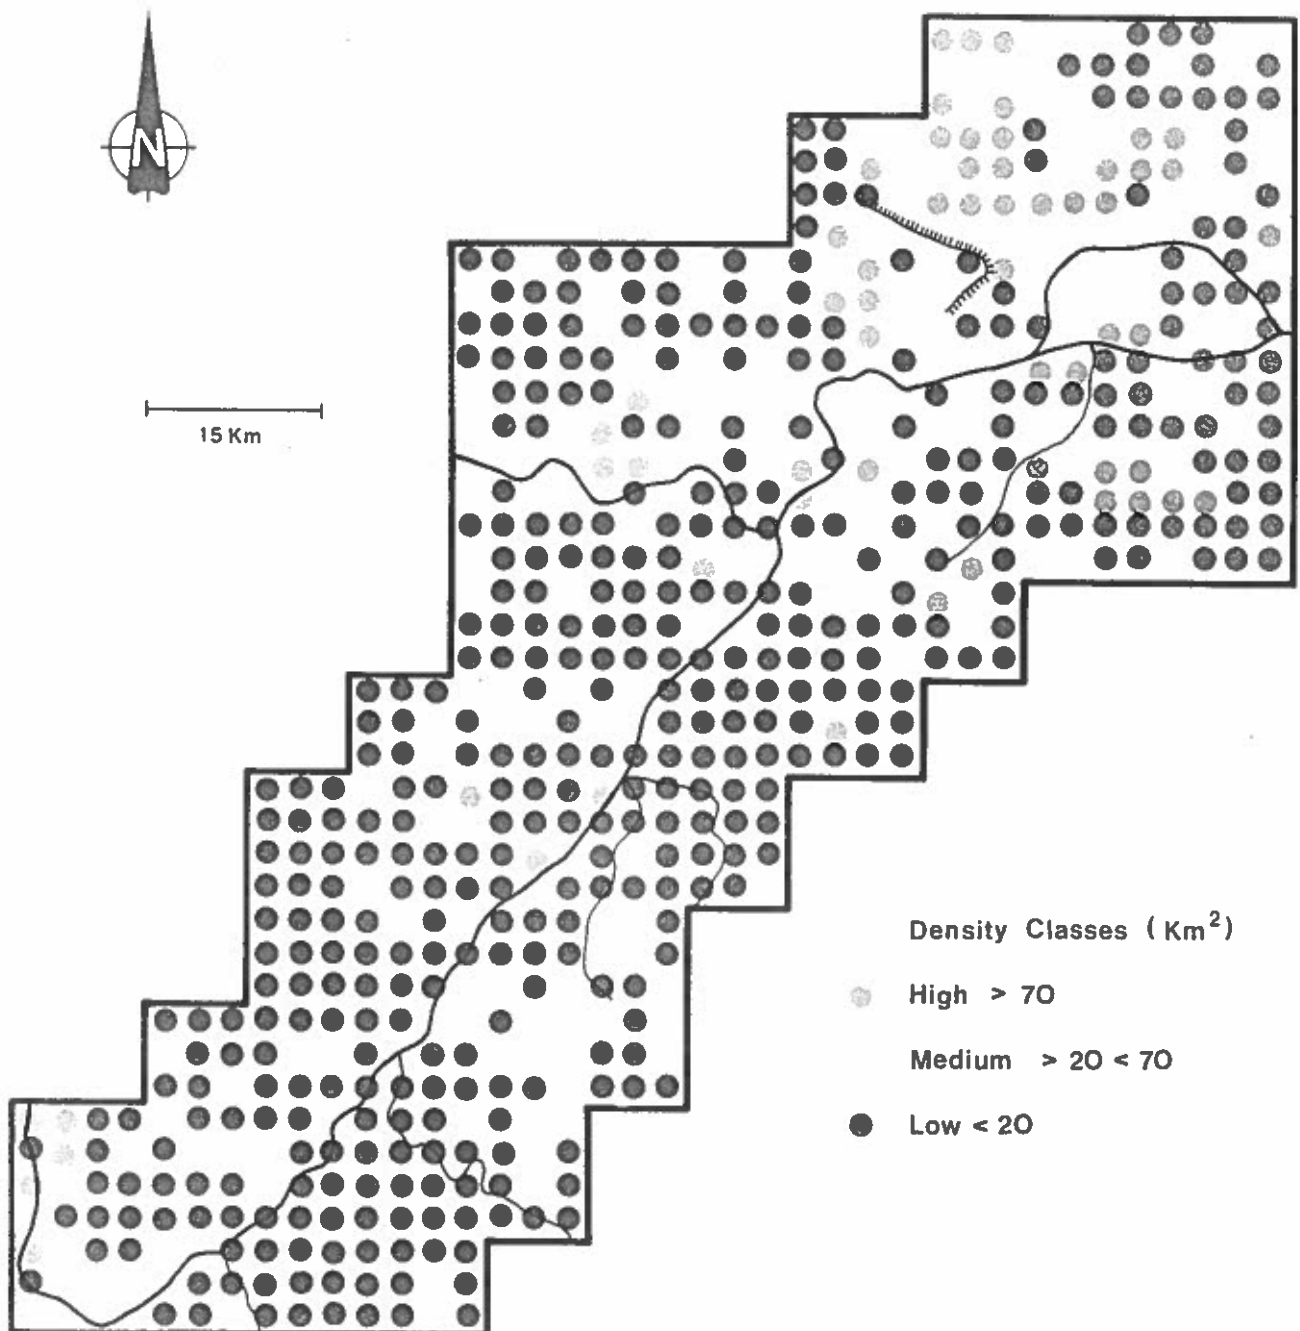 N
15 Km
Density Classes ( Km²)
High > 70
Medium > 20 < 70
Low < 20